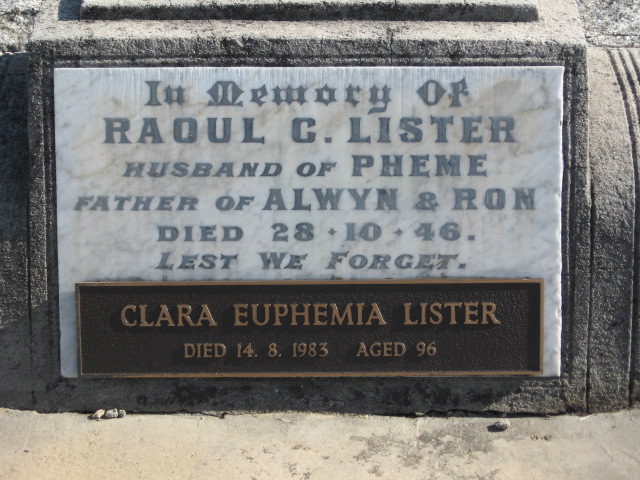 In Memory Of
RAOUL C. LISTER
HUSBAND OF PHEME
FATHER OF ALWYN & RON
DIED 28·10·46.
LEST WE FORGET.
CLARA EUPHEMIA LISTER
DIED 14. 8. 1983 AGED 96